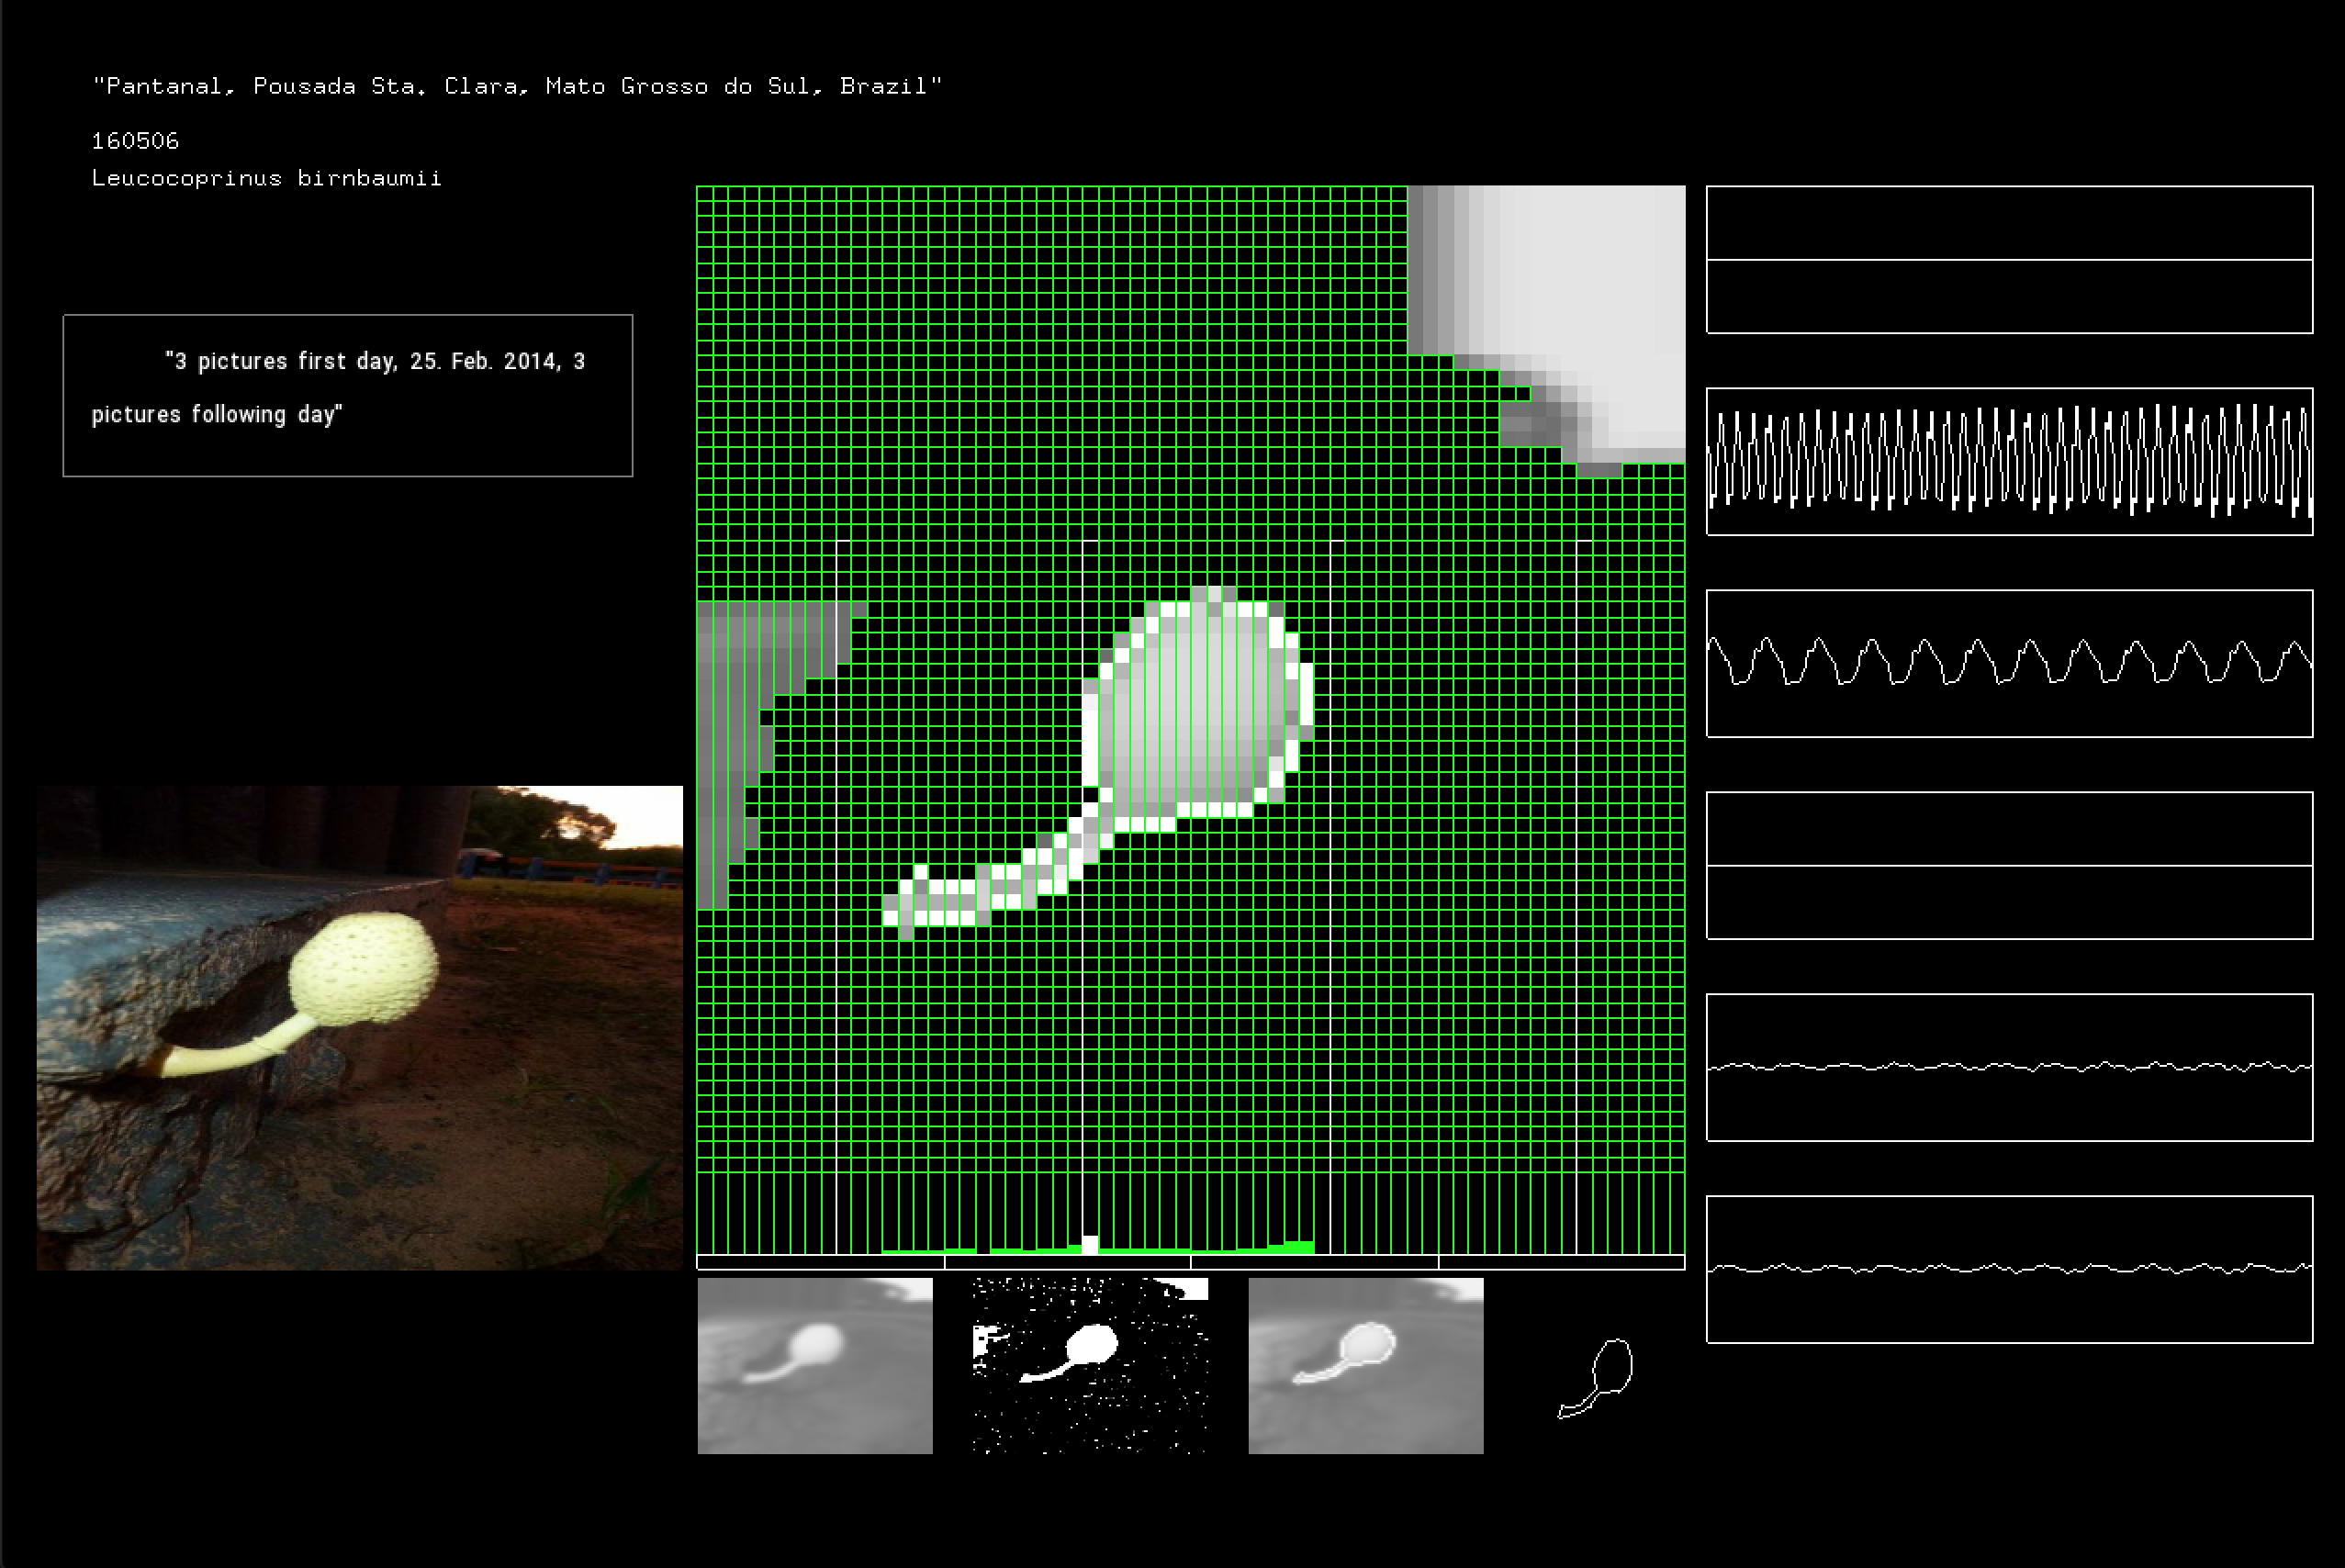 "Pantanal, Pousada Sta. Clara, Mato Grosso do Sul, Brazil"
160506
Leucocoprinus birnbaumii
"3 pictures first day, 25. Feb. 2014, 3
pictures following day"